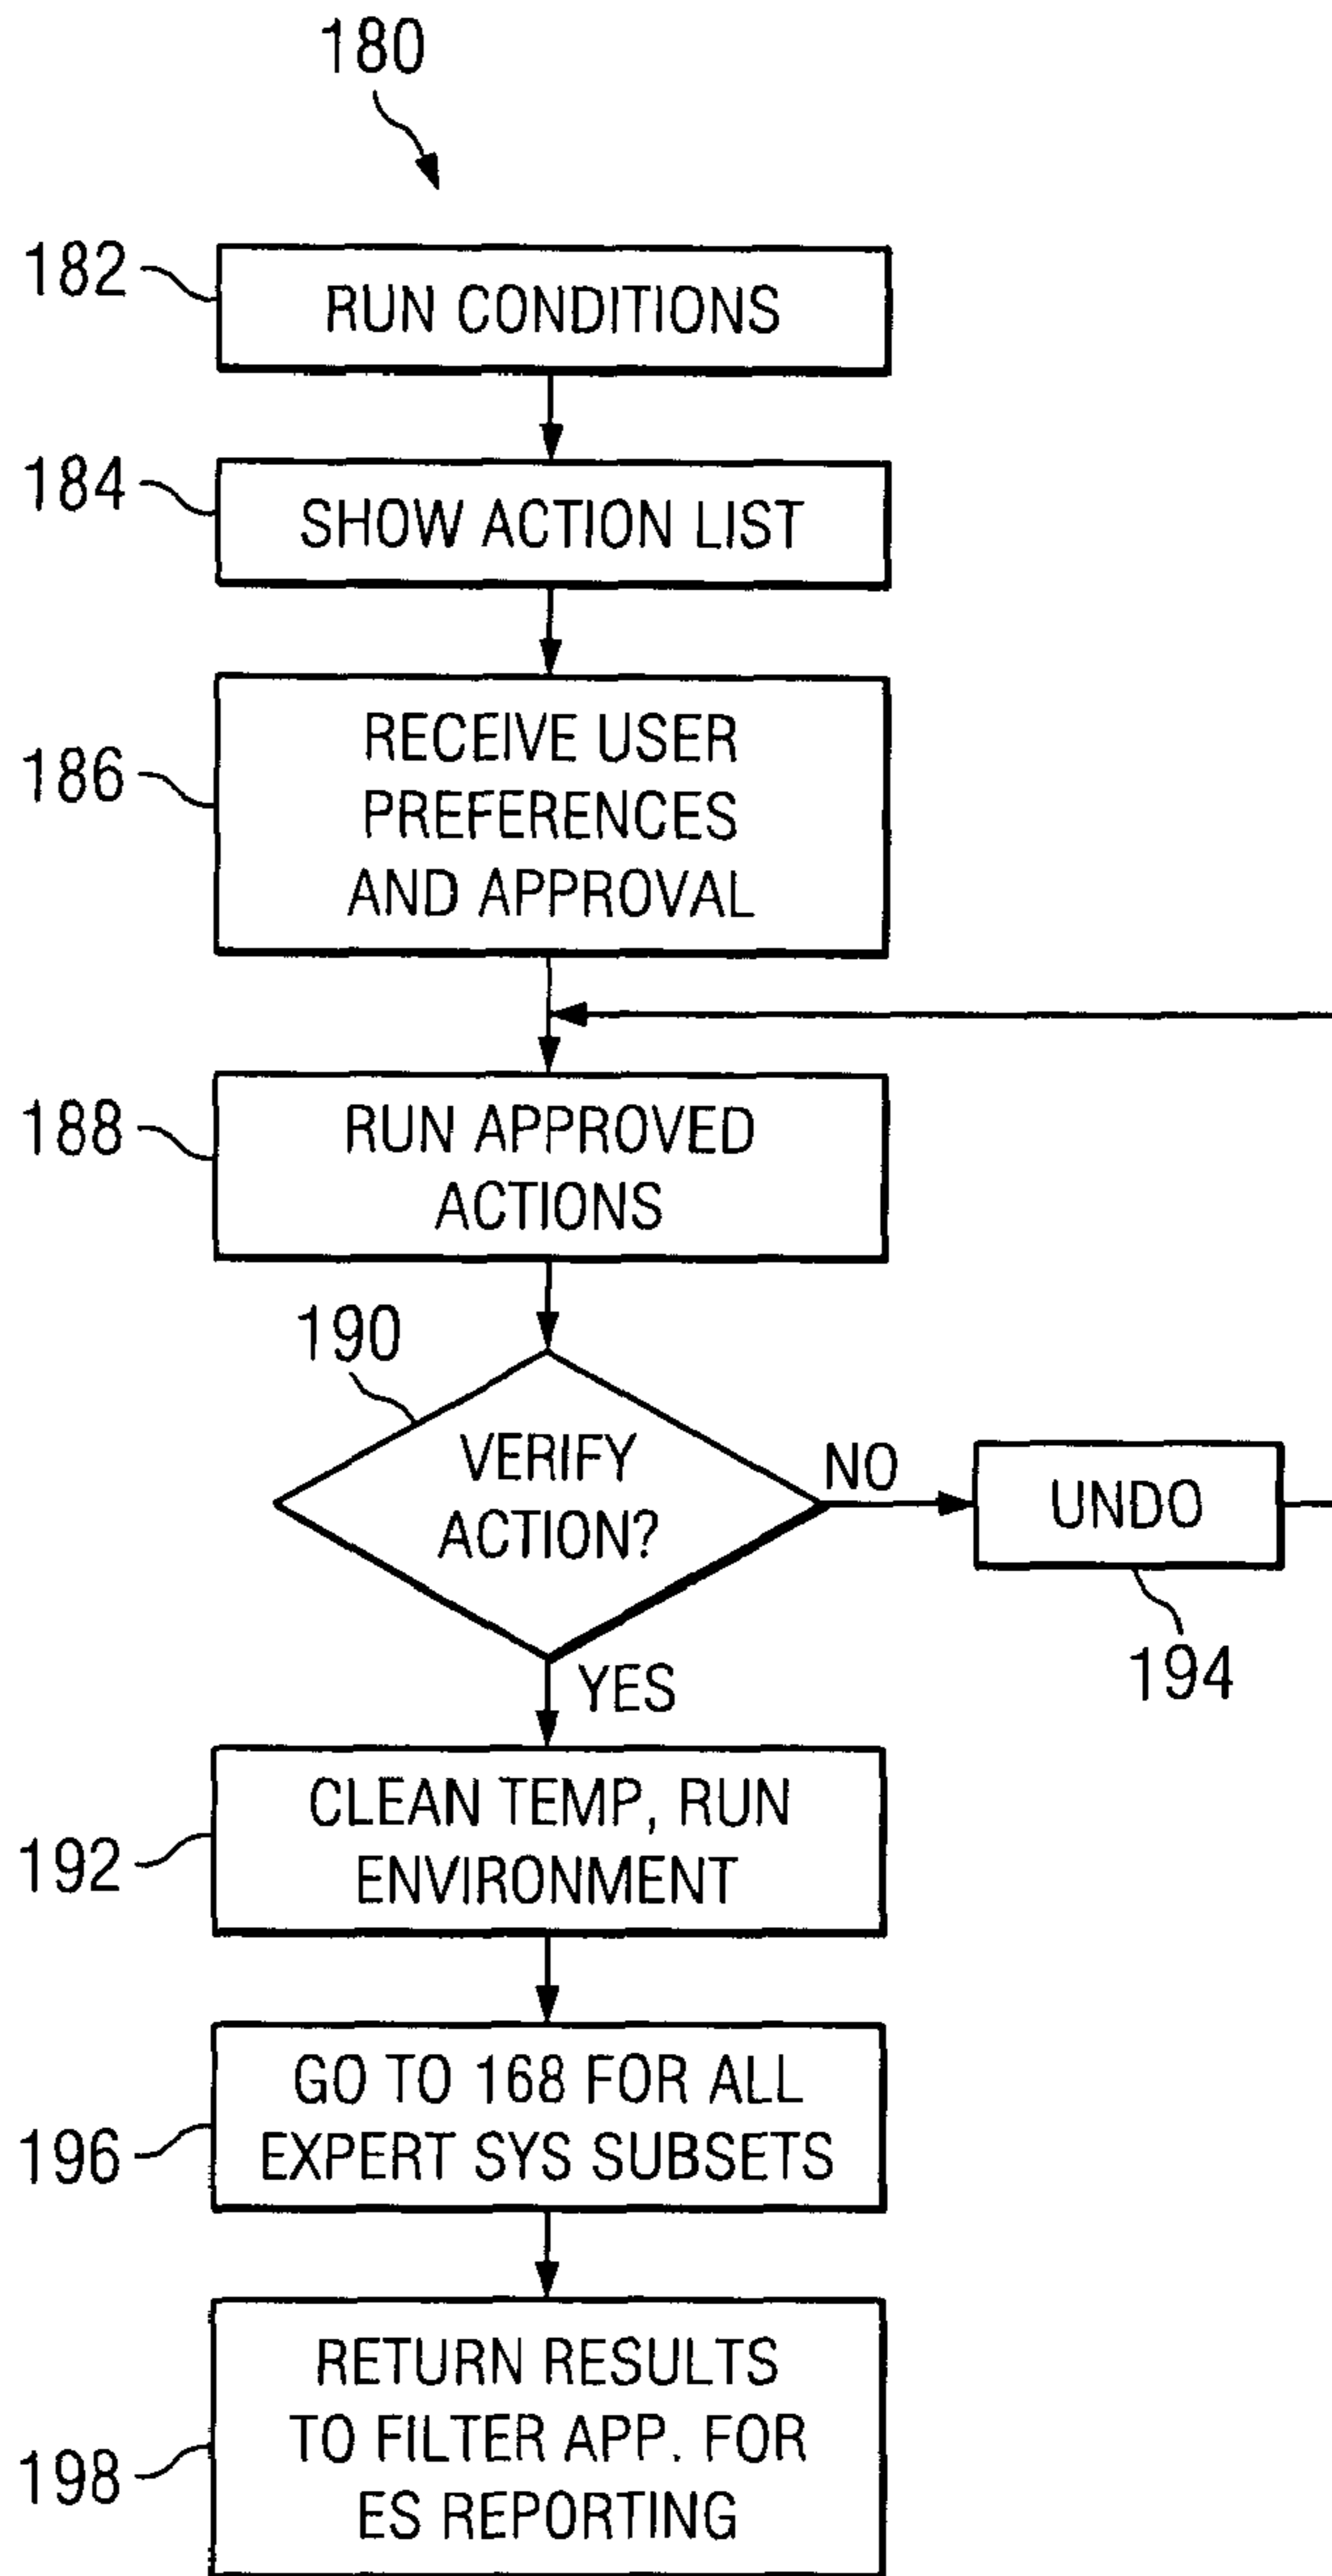 180
182
RUN CONDITIONS
184
SHOW ACTION LIST
186
RECEIVE USER
PREFERENCES
AND APPROVAL
188
RUN APPROVED
ACTIONS
190
VERIFY
ACTION?
NO
UNDO
194
YES
192
CLEAN TEMP, RUN
ENVIRONMENT
196
GO TO 168 FOR ALL
EXPERT SYS SUBSETS
198
RETURN RESULTS
TO FILTER APP. FOR
ES REPORTING